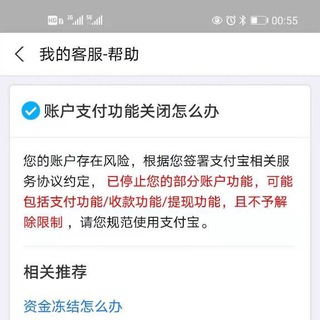 00:55
我的客服-帮助
账户支付功能关闭怎么办
您的账户存在风险，根据您签署支付宝相关服
务协议约定，已停止您的部分账户功能，可能
包括支付功能/收款功能/提现功能，且不予解
除限制，请您规范使用支付宝。
相关推荐
资金冻结怎么办